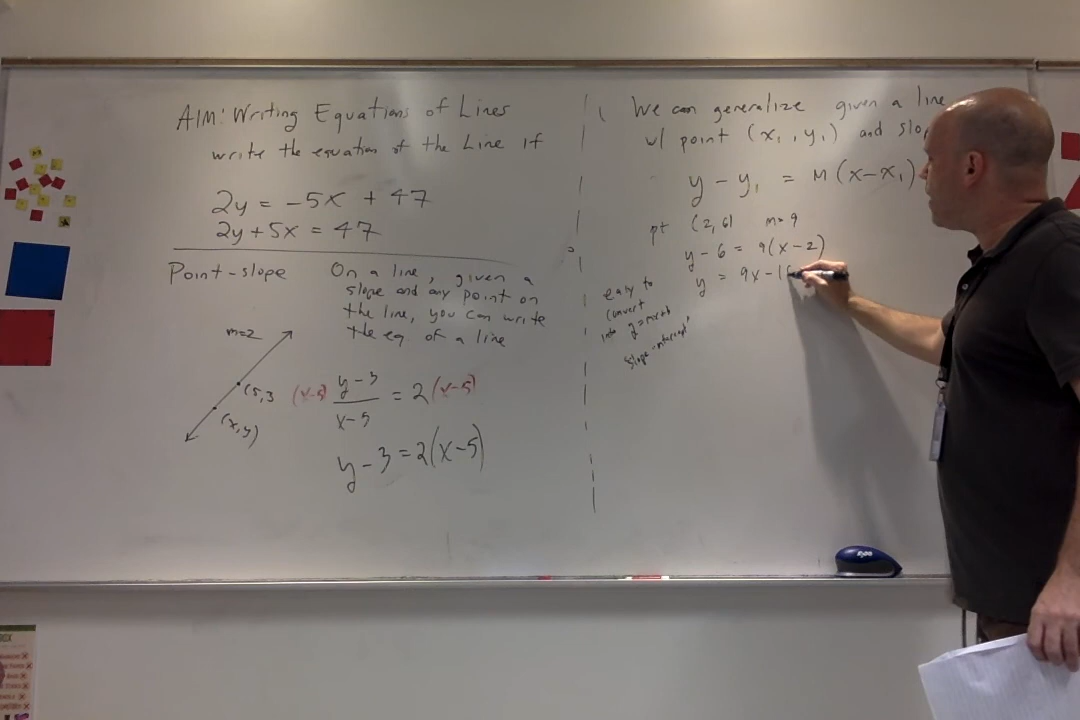 AIM: Writing Equations of Lines
write the equation of the Line if
2y = -5x + 47
2y + 5x = 47
Point-slope
On a line, given a
slope and any point on
the line, you can write
the eq of a line
m=2
(5,3
(x,y)
(x-5) y-3 = 2(x-5)
x-5
y-3=2(x-5)
We can generalize given a line
w/ point (x₁, y₁) and slop
y - y₁ = M(x-x₁)
pt (2,6) m=9
y-6 = 9(x-2)
y = 9x-1
easy to
convert
into y=mx+b
slope-intercept"
EXPO